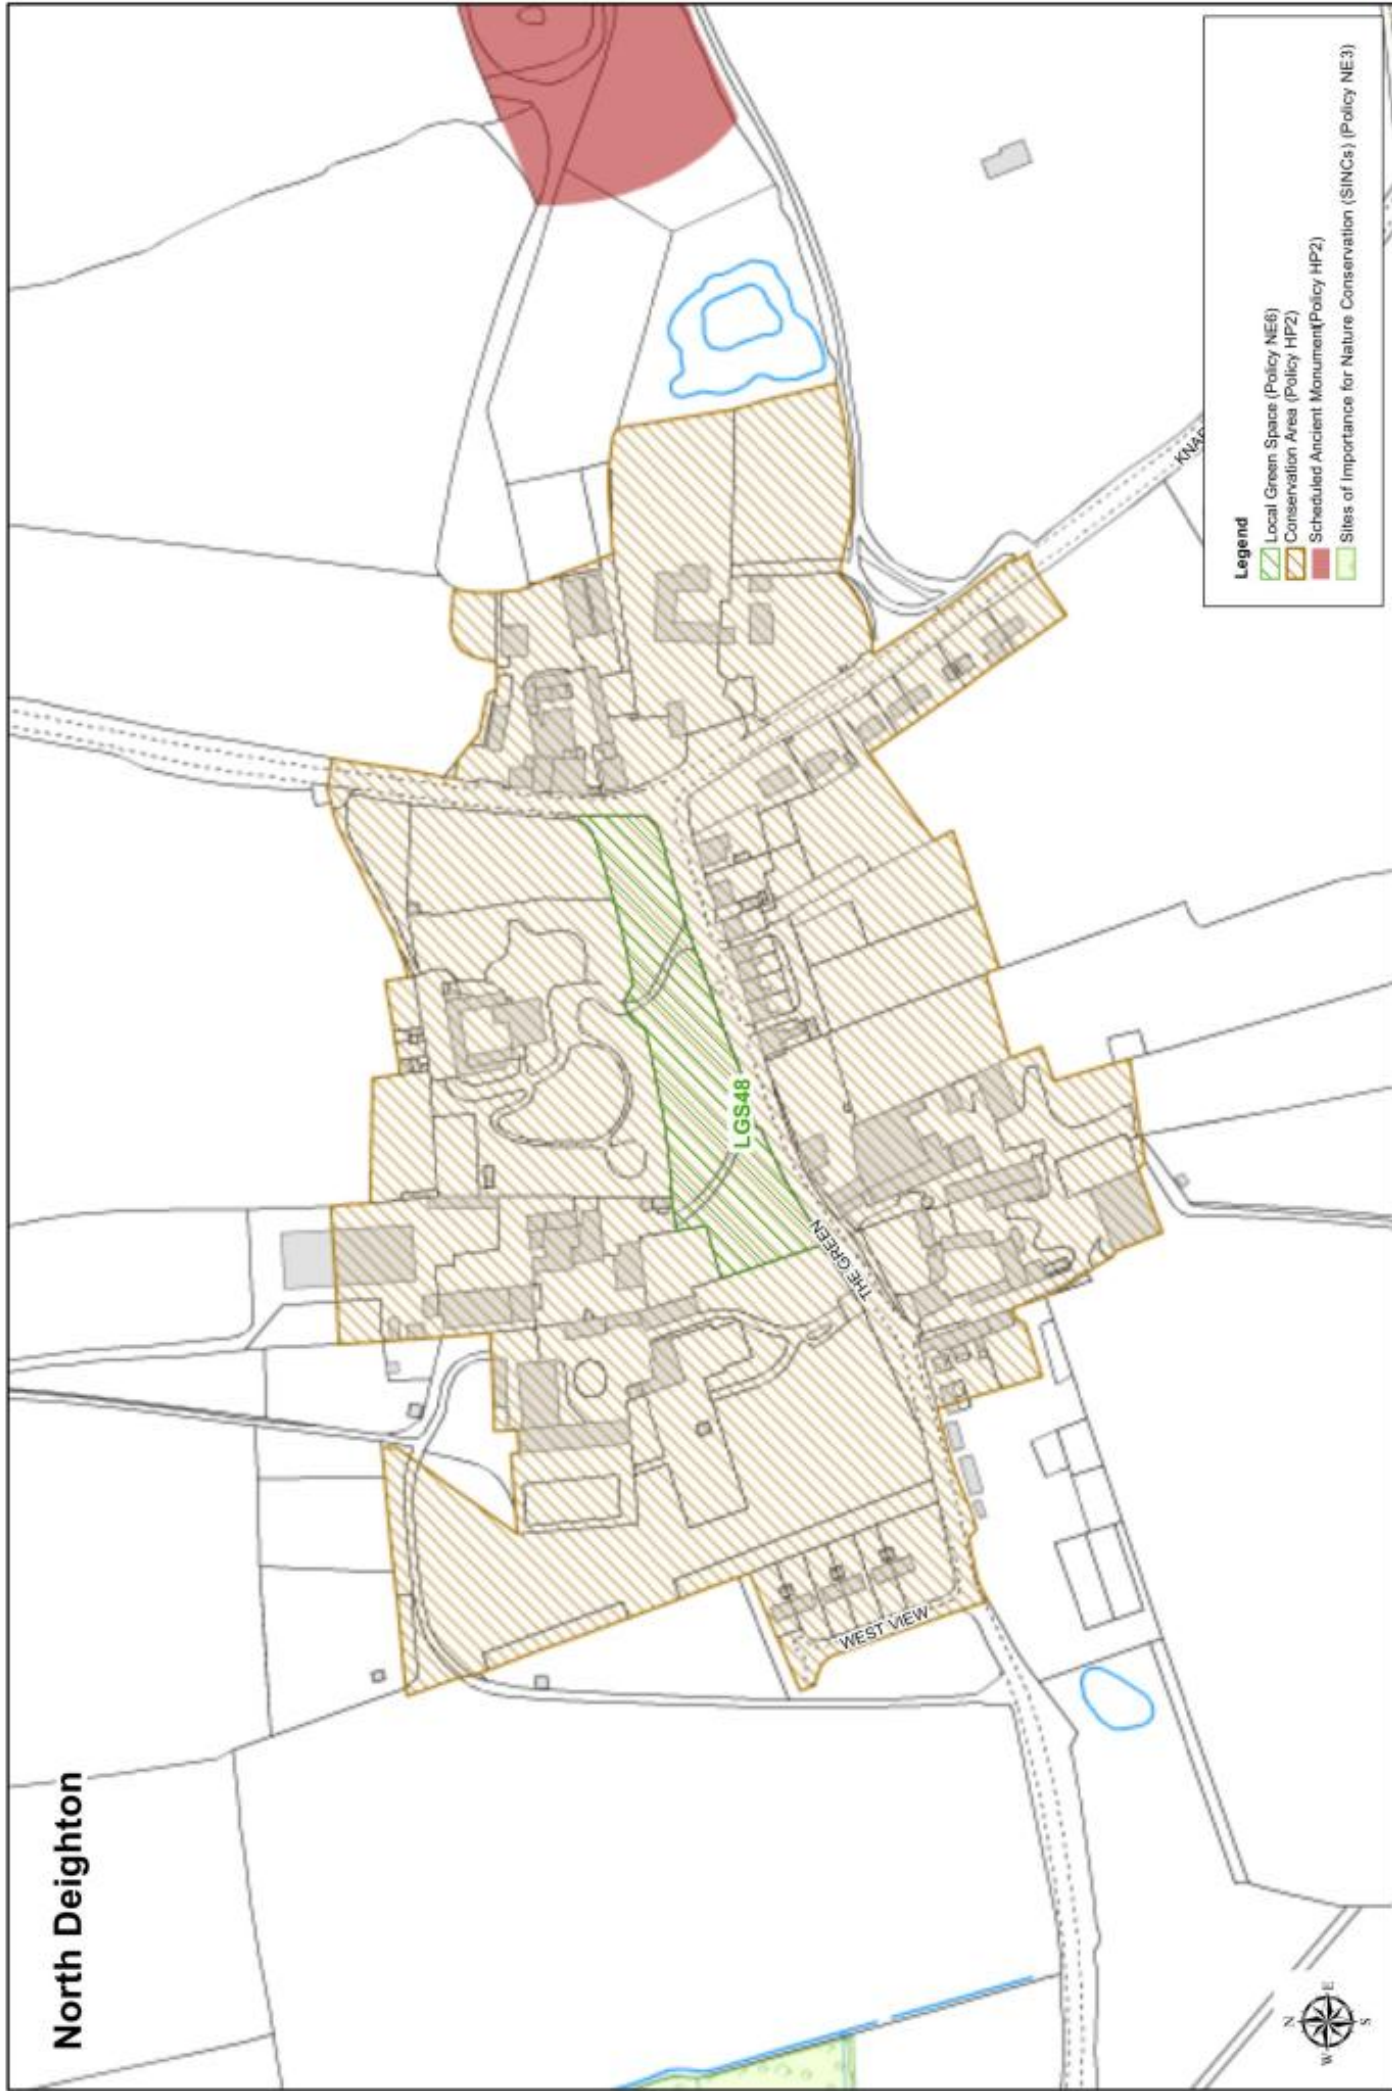 North Deighton
LGS48
THE GREEN
WEST VIEW
KNAR
Legend
Local Green Space (Policy NE6)
Conservation Area (Policy HP2)
Scheduled Ancient Monument(Policy HP2)
Sites of Importance for Nature Conservation (SINCs) (Policy NE3)
N
W
E
S